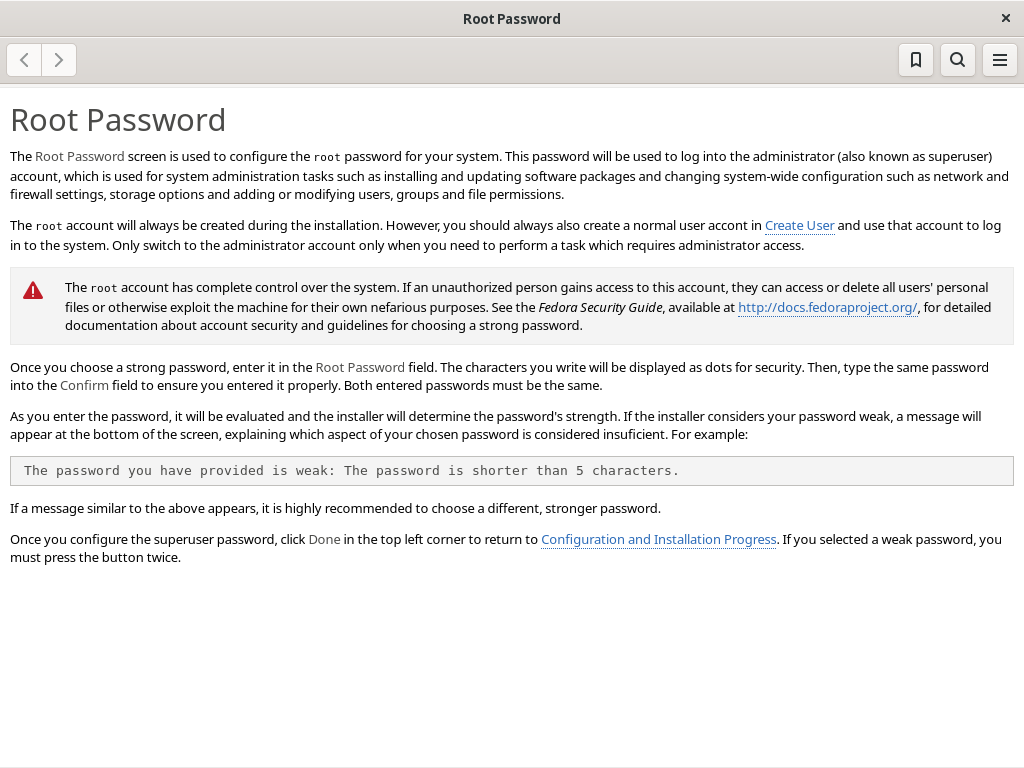 Root Password
Root Password
The Root Password screen is used to configure the root password for your system. This password will be used to log into the administrator (also known as superuser)
account, which is used for system administration tasks such as installing and updating software packages and changing system-wide configuration such as network and
firewall settings, storage options and adding or modifying users, groups and file permissions.
The root account will always be created during the installation. However, you should always also create a normal user accont in Create User and use that account to log
in to the system. Only switch to the administrator account only when you need to perform a task which requires administrator access.
The root account has complete control over the system. If an unauthorized person gains access to this account, they can access or delete all users' personal
files or otherwise exploit the machine for their own nefarious purposes. See the Fedora Security Guide, available at http://docs.fedoraproject.org/, for detailed
documentation about account security and guidelines for choosing a strong password.
Once you choose a strong password, enter it in the Root Password field. The characters you write will be displayed as dots for security. Then, type the same password
into the Confirm field to ensure you entered it properly. Both entered passwords must be the same.
As you enter the password, it will be evaluated and the installer will determine the password's strength. If the installer considers your password weak, a message will
appear at the bottom of the screen, explaining which aspect of your chosen password is considered insuficient. For example:
The password you have provided is weak: The password is shorter than 5 characters.
If a message similar to the above appears, it is highly recommended to choose a different, stronger password.
Once you configure the superuser password, click Done in the top left corner to return to Configuration and Installation Progress. If you selected a weak password, you
must press the button twice.